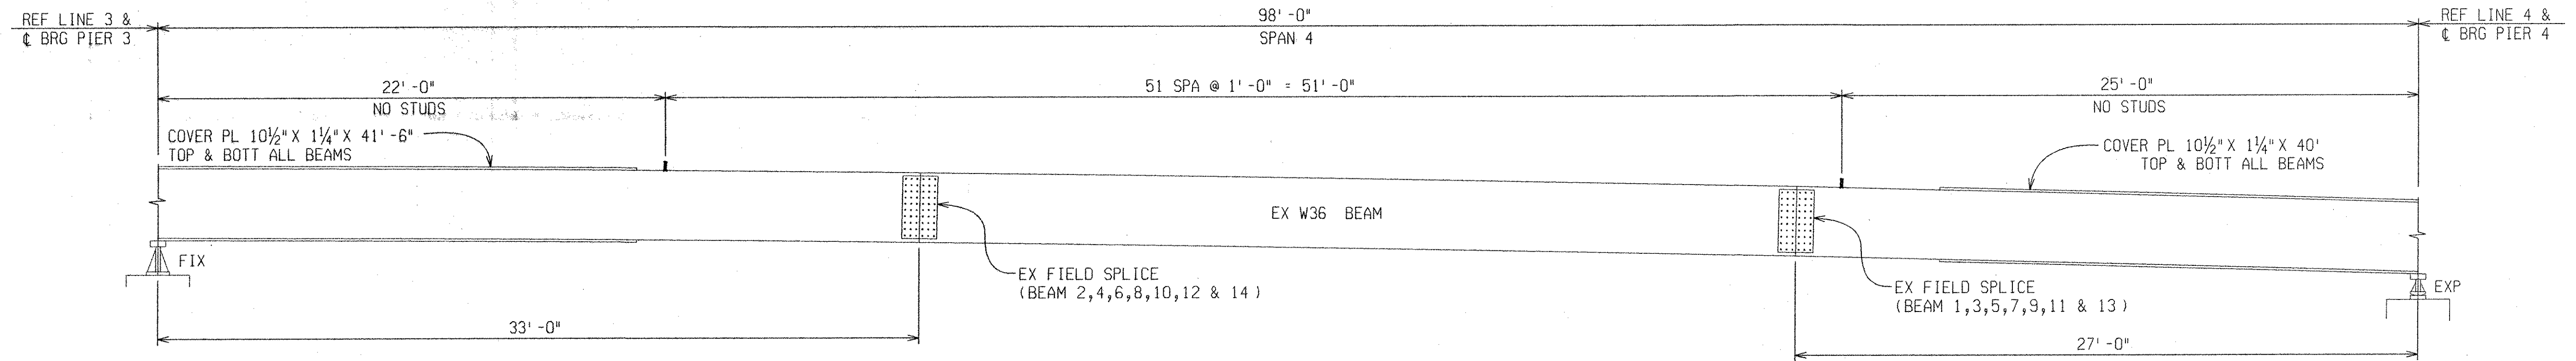 REF LINE 3 &
℄ BRG PIER 3
98'-0"
SPAN 4
REF LINE 4 &
℄ BRG PIER 4
22'-0"
NO STUDS
51 SPA @ 1'-0" = 51'-0"
25'-0"
NO STUDS
COVER PL 10½" X 1¼" X 41'-6"
TOP & BOTT ALL BEAMS
COVER PL 10½" X 1¼" X 40'
TOP & BOTT ALL BEAMS
EX W36 BEAM
FIX
EX FIELD SPLICE
(BEAM 2,4,6,8,10,12 & 14)
EX FIELD SPLICE
(BEAM 1,3,5,7,9,11 & 13)
EXP
33'-0"
27'-0"